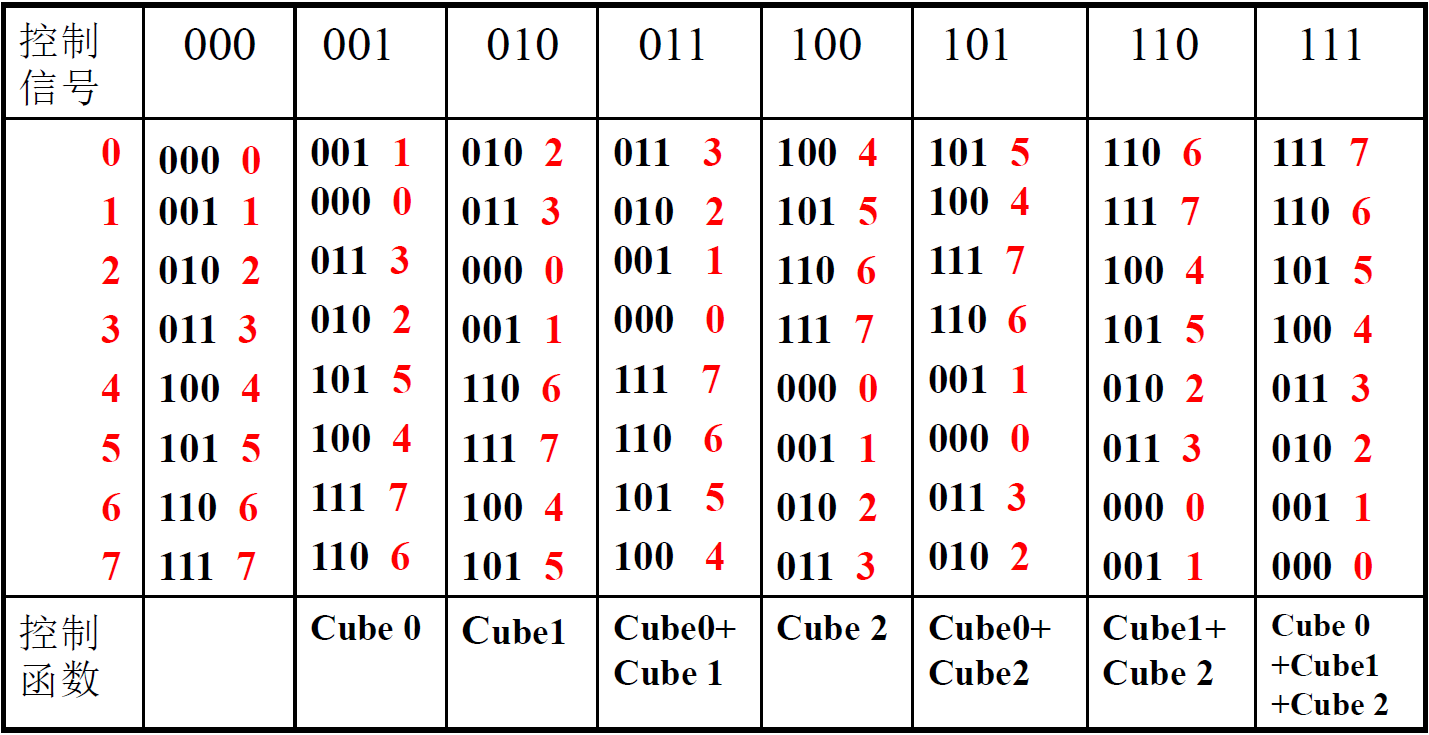 控制信号 000 001 010 011 100 101 110 111
0 000 0 001 1 010 2 011 3 100 4 101 5 110 6 111 7
1 001 1 000 0 011 3 010 2 101 5 100 4 111 7 110 6
2 010 2 011 3 000 0 001 1 110 6 111 7 100 4 101 5
3 011 3 010 2 001 1 000 0 111 7 110 6 101 5 100 4
4 100 4 101 5 110 6 111 7 000 0 001 1 010 2 011 3
5 101 5 100 4 111 7 110 6 001 1 000 0 011 3 010 2
6 110 6 111 7 100 4 101 5 010 2 011 3 000 0 001 1
7 111 7 110 6 101 5 100 4 011 3 010 2 001 1 000 0
控制函数 Cube 0 Cube1 Cube0+ Cube 1 Cube 2 Cube0+ Cube2 Cube1+ Cube 2 Cube 0 +Cube1 +Cube 2